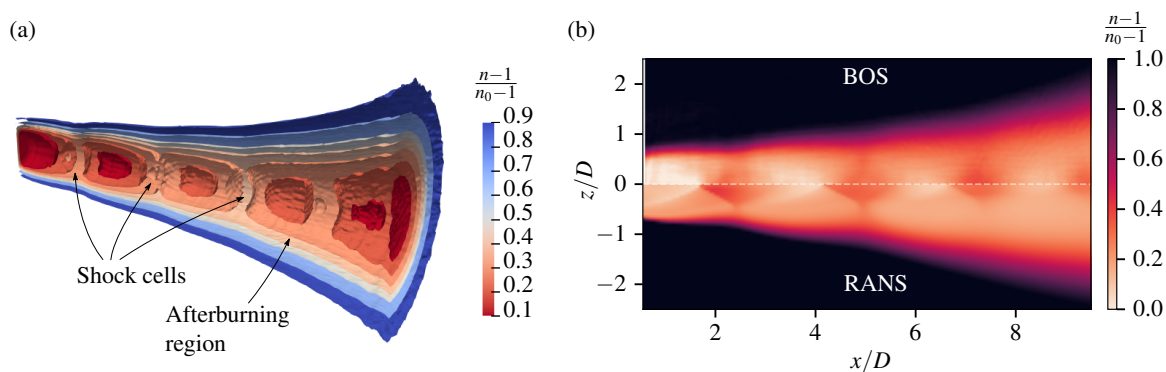 (a)
n−1
n₀−1
0.9
0.8
0.7
0.6
0.5
0.4
0.3
0.2
0.1
Shock cells
Afterburning
region
(b)
BOS
RANS
z/D
2
1
0
−1
−2
2
4
6
8
x/D
n−1
n₀−1
1.0
0.8
0.6
0.4
0.2
0.0